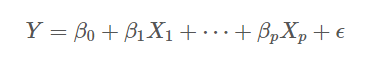 Y = β₀ + β₁X₁ + ⋯ + βₚXₚ + ϵ